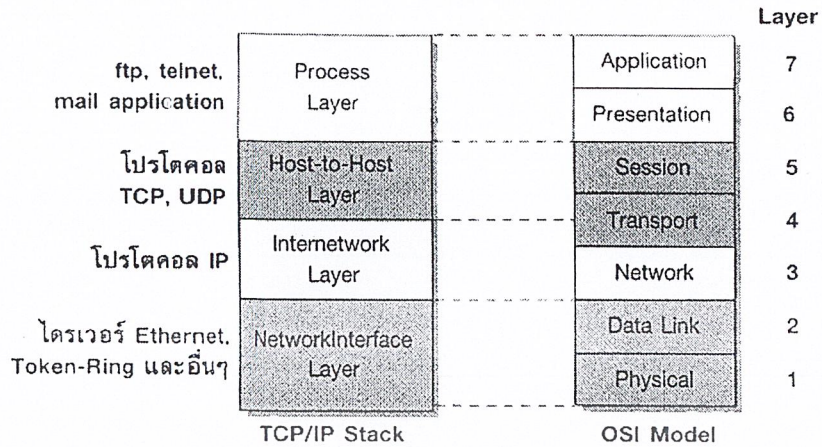 Layer
ftp, telnet,
mail application
Process
Layer
Application
7
Presentation
6
โปรโตคอล
TCP, UDP
Host-to-Host
Layer
Session
5
Transport
4
โปรโตคอล IP
Internetwork
Layer
Network
3
ไดรเวอร์ Ethernet,
Token-Ring และอื่นๆ
NetworkInterface
Layer
Data Link
2
Physical
1
TCP/IP Stack
OSI Model